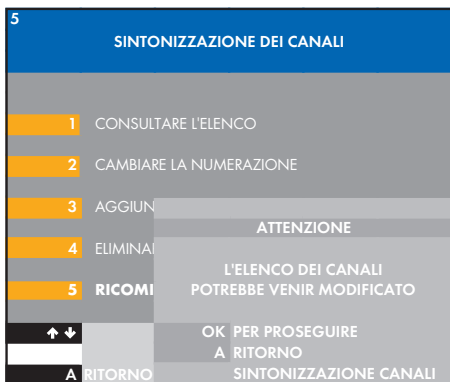 5
SINTONIZZAZIONE DEI CANALI
1 CONSULTARE L'ELENCO
2 CAMBIARE LA NUMERAZIONE
3 AGGIUN
ATTENZIONE
4 ELIMINA
L'ELENCO DEI CANALI
5 RICOMI
POTREBBE VENIR MODIFICATO
↑ ↓
OK PER PROSEGUIRE
A RITORNO
A RITORNO
SINTONIZZAZIONE CANALI